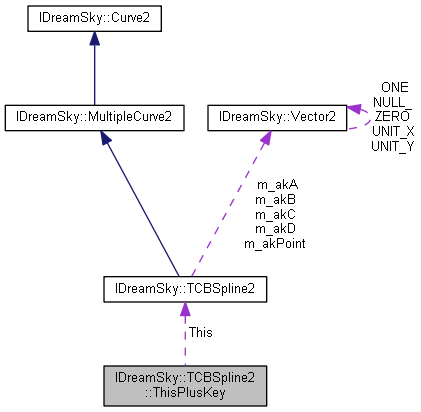 IDreamSky::Curve2
IDreamSky::MultipleCurve2
IDreamSky::Vector2
ONE
NULL_
ZERO
UNIT_X
UNIT_Y
m_akA
m_akB
m_akC
m_akD
m_akPoint
IDreamSky::TCBSpline2
This
IDreamSky::TCBSpline2
::ThisPlusKey